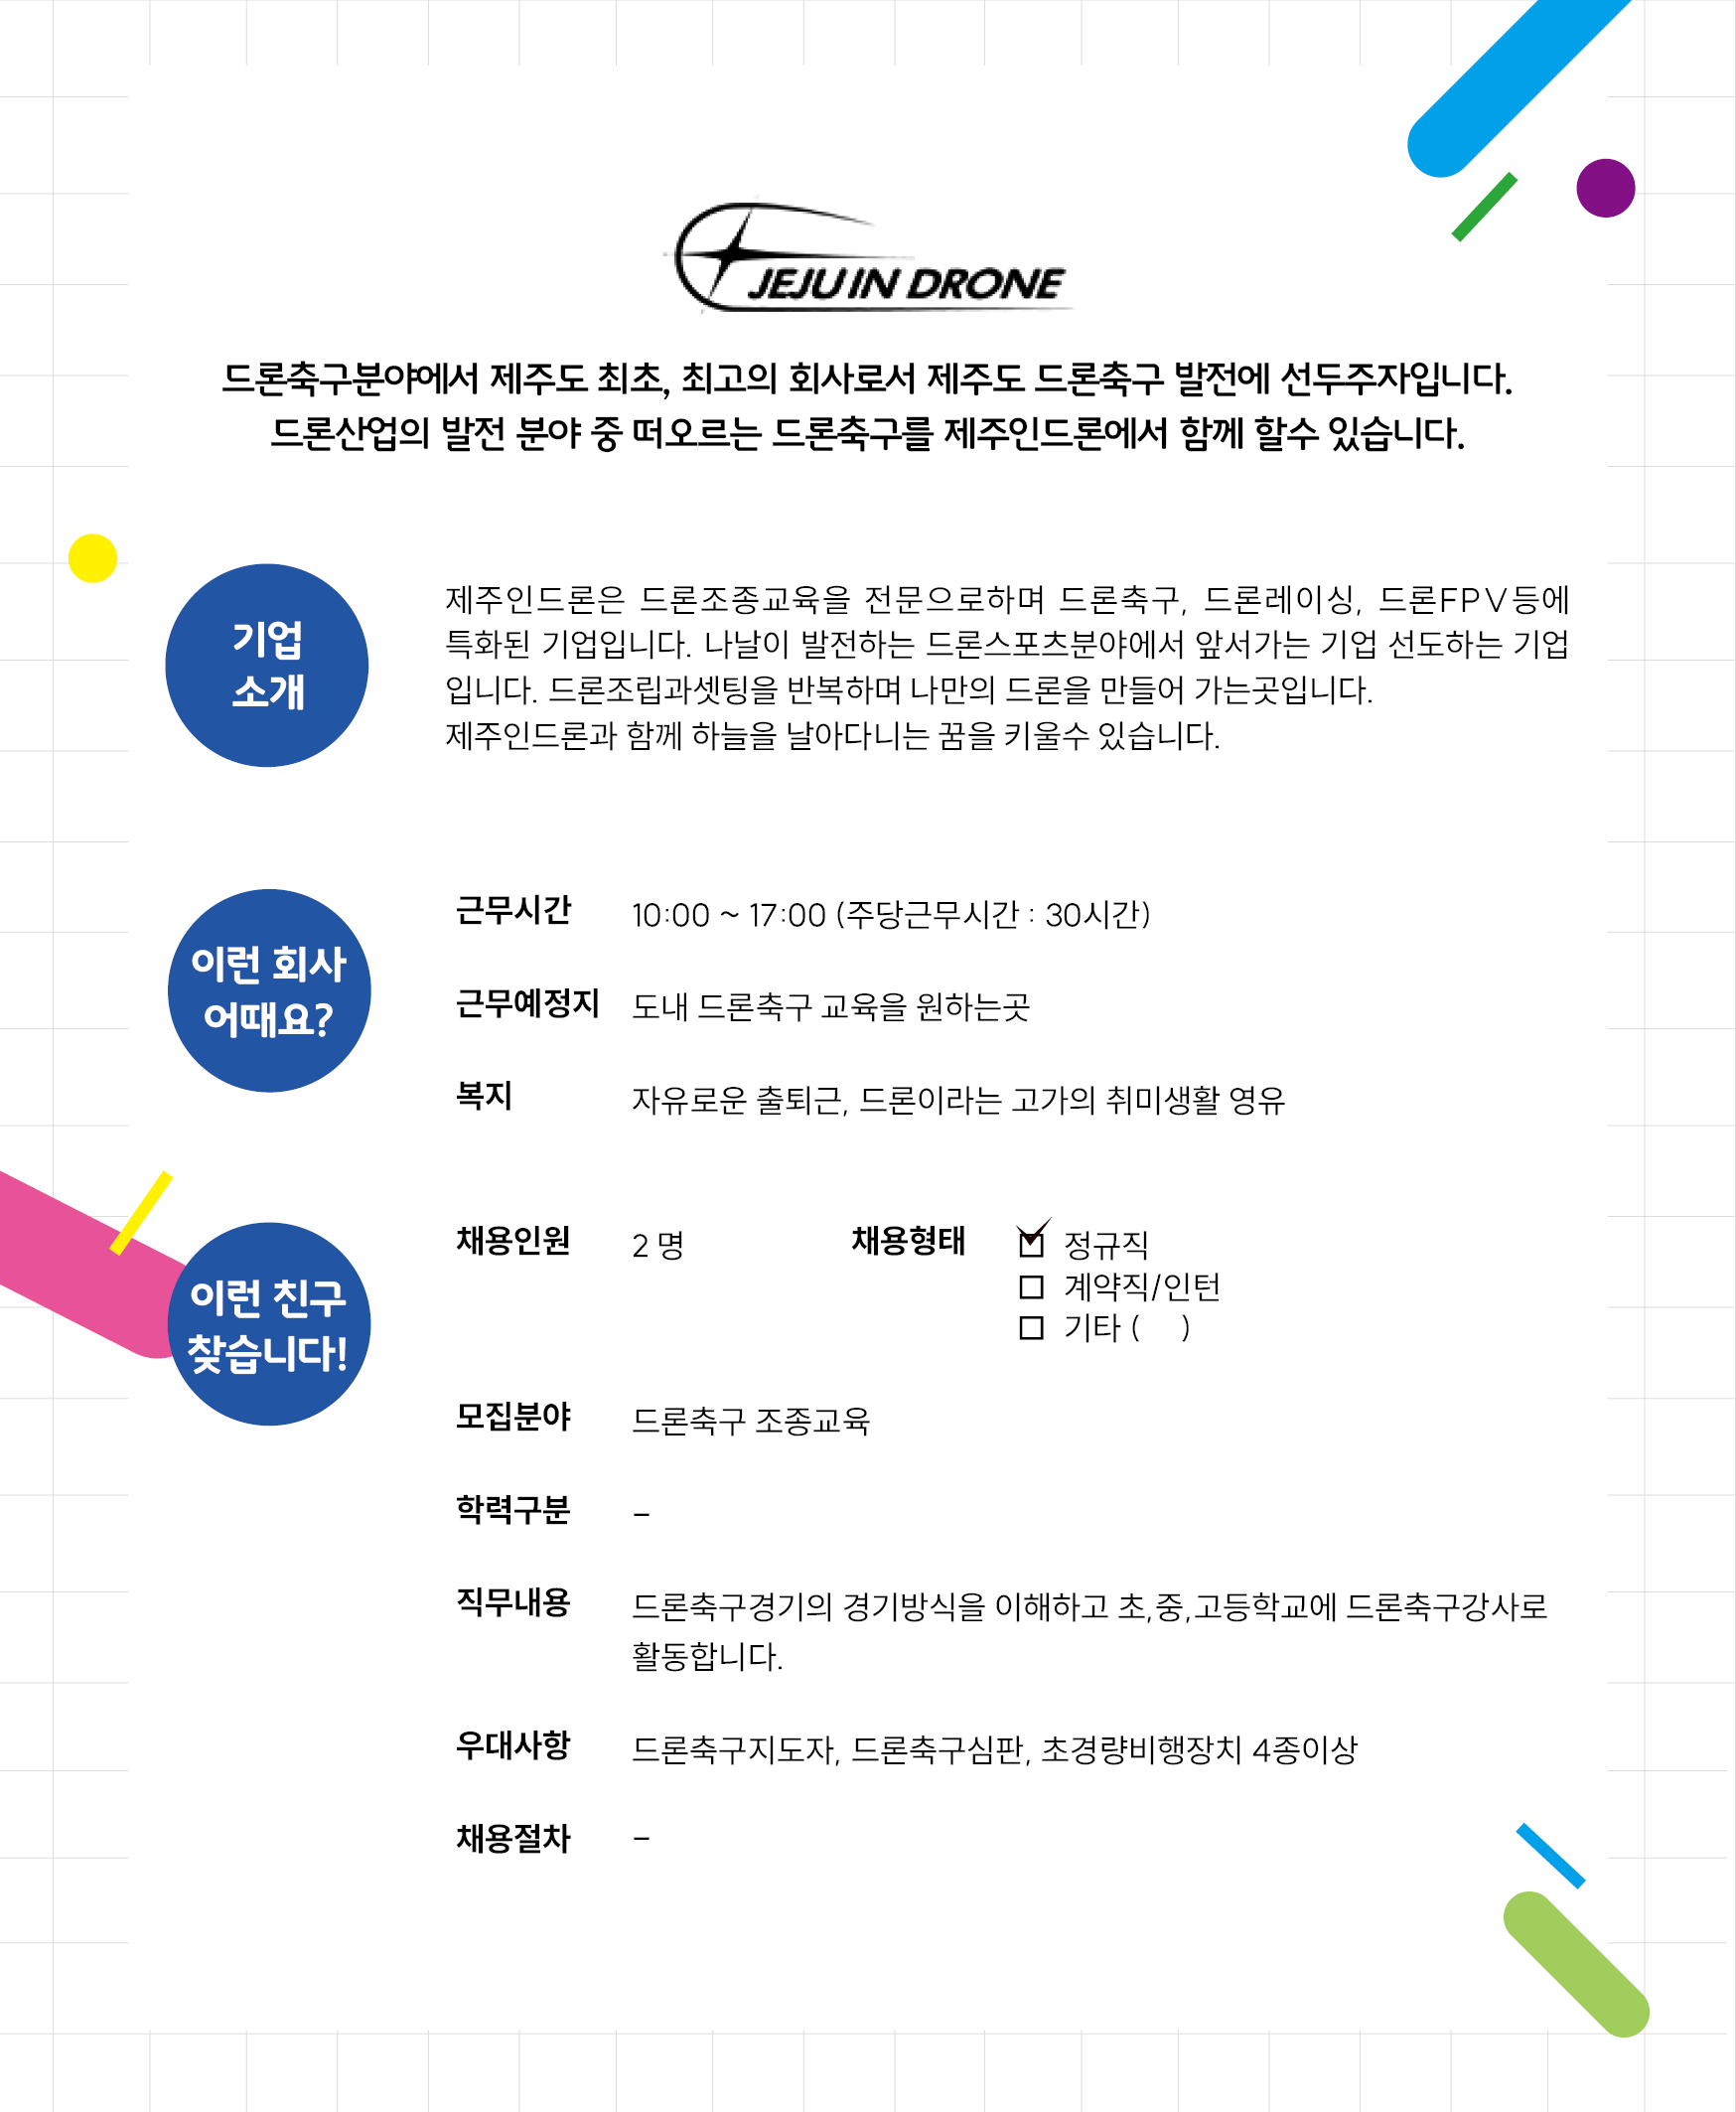 JEJU IN DRONE
드론축구분야에서 제주도 최초, 최고의 회사로서 제주도 드론축구 발전에 선두주자입니다.
드론산업의 발전 분야 중 떠오르는 드론축구를 제주인드론에서 함께 할수 있습니다.
기업
소개
제주인드론은 드론조종교육을 전문으로하며 드론축구, 드론레이싱, 드론FPV등에
특화된 기업입니다. 나날이 발전하는 드론스포츠분야에서 앞서가는 기업 선도하는 기업
입니다. 드론조립과셋팅을 반복하며 나만의 드론을 만들어 가는곳입니다.
제주인드론과 함께 하늘을 날아다니는 꿈을 키울수 있습니다.
이런 회사
어때요?
근무시간 10:00 ~ 17:00 (주당근무시간 : 30시간)
근무예정지 도내 드론축구 교육을 원하는곳
복지 자유로운 출퇴근, 드론이라는 고가의 취미생활 영유
이런 친구
찾습니다!
채용인원 2 명 채용형태 ☑ 정규직
☐ 계약직/인턴
☐ 기타 ( )
모집분야 드론축구 조종교육
학력구분 –
직무내용 드론축구경기의 경기방식을 이해하고 초,중,고등학교에 드론축구강사로
활동합니다.
우대사항 드론축구지도자, 드론축구심판, 초경량비행장치 4종이상
채용절차 –